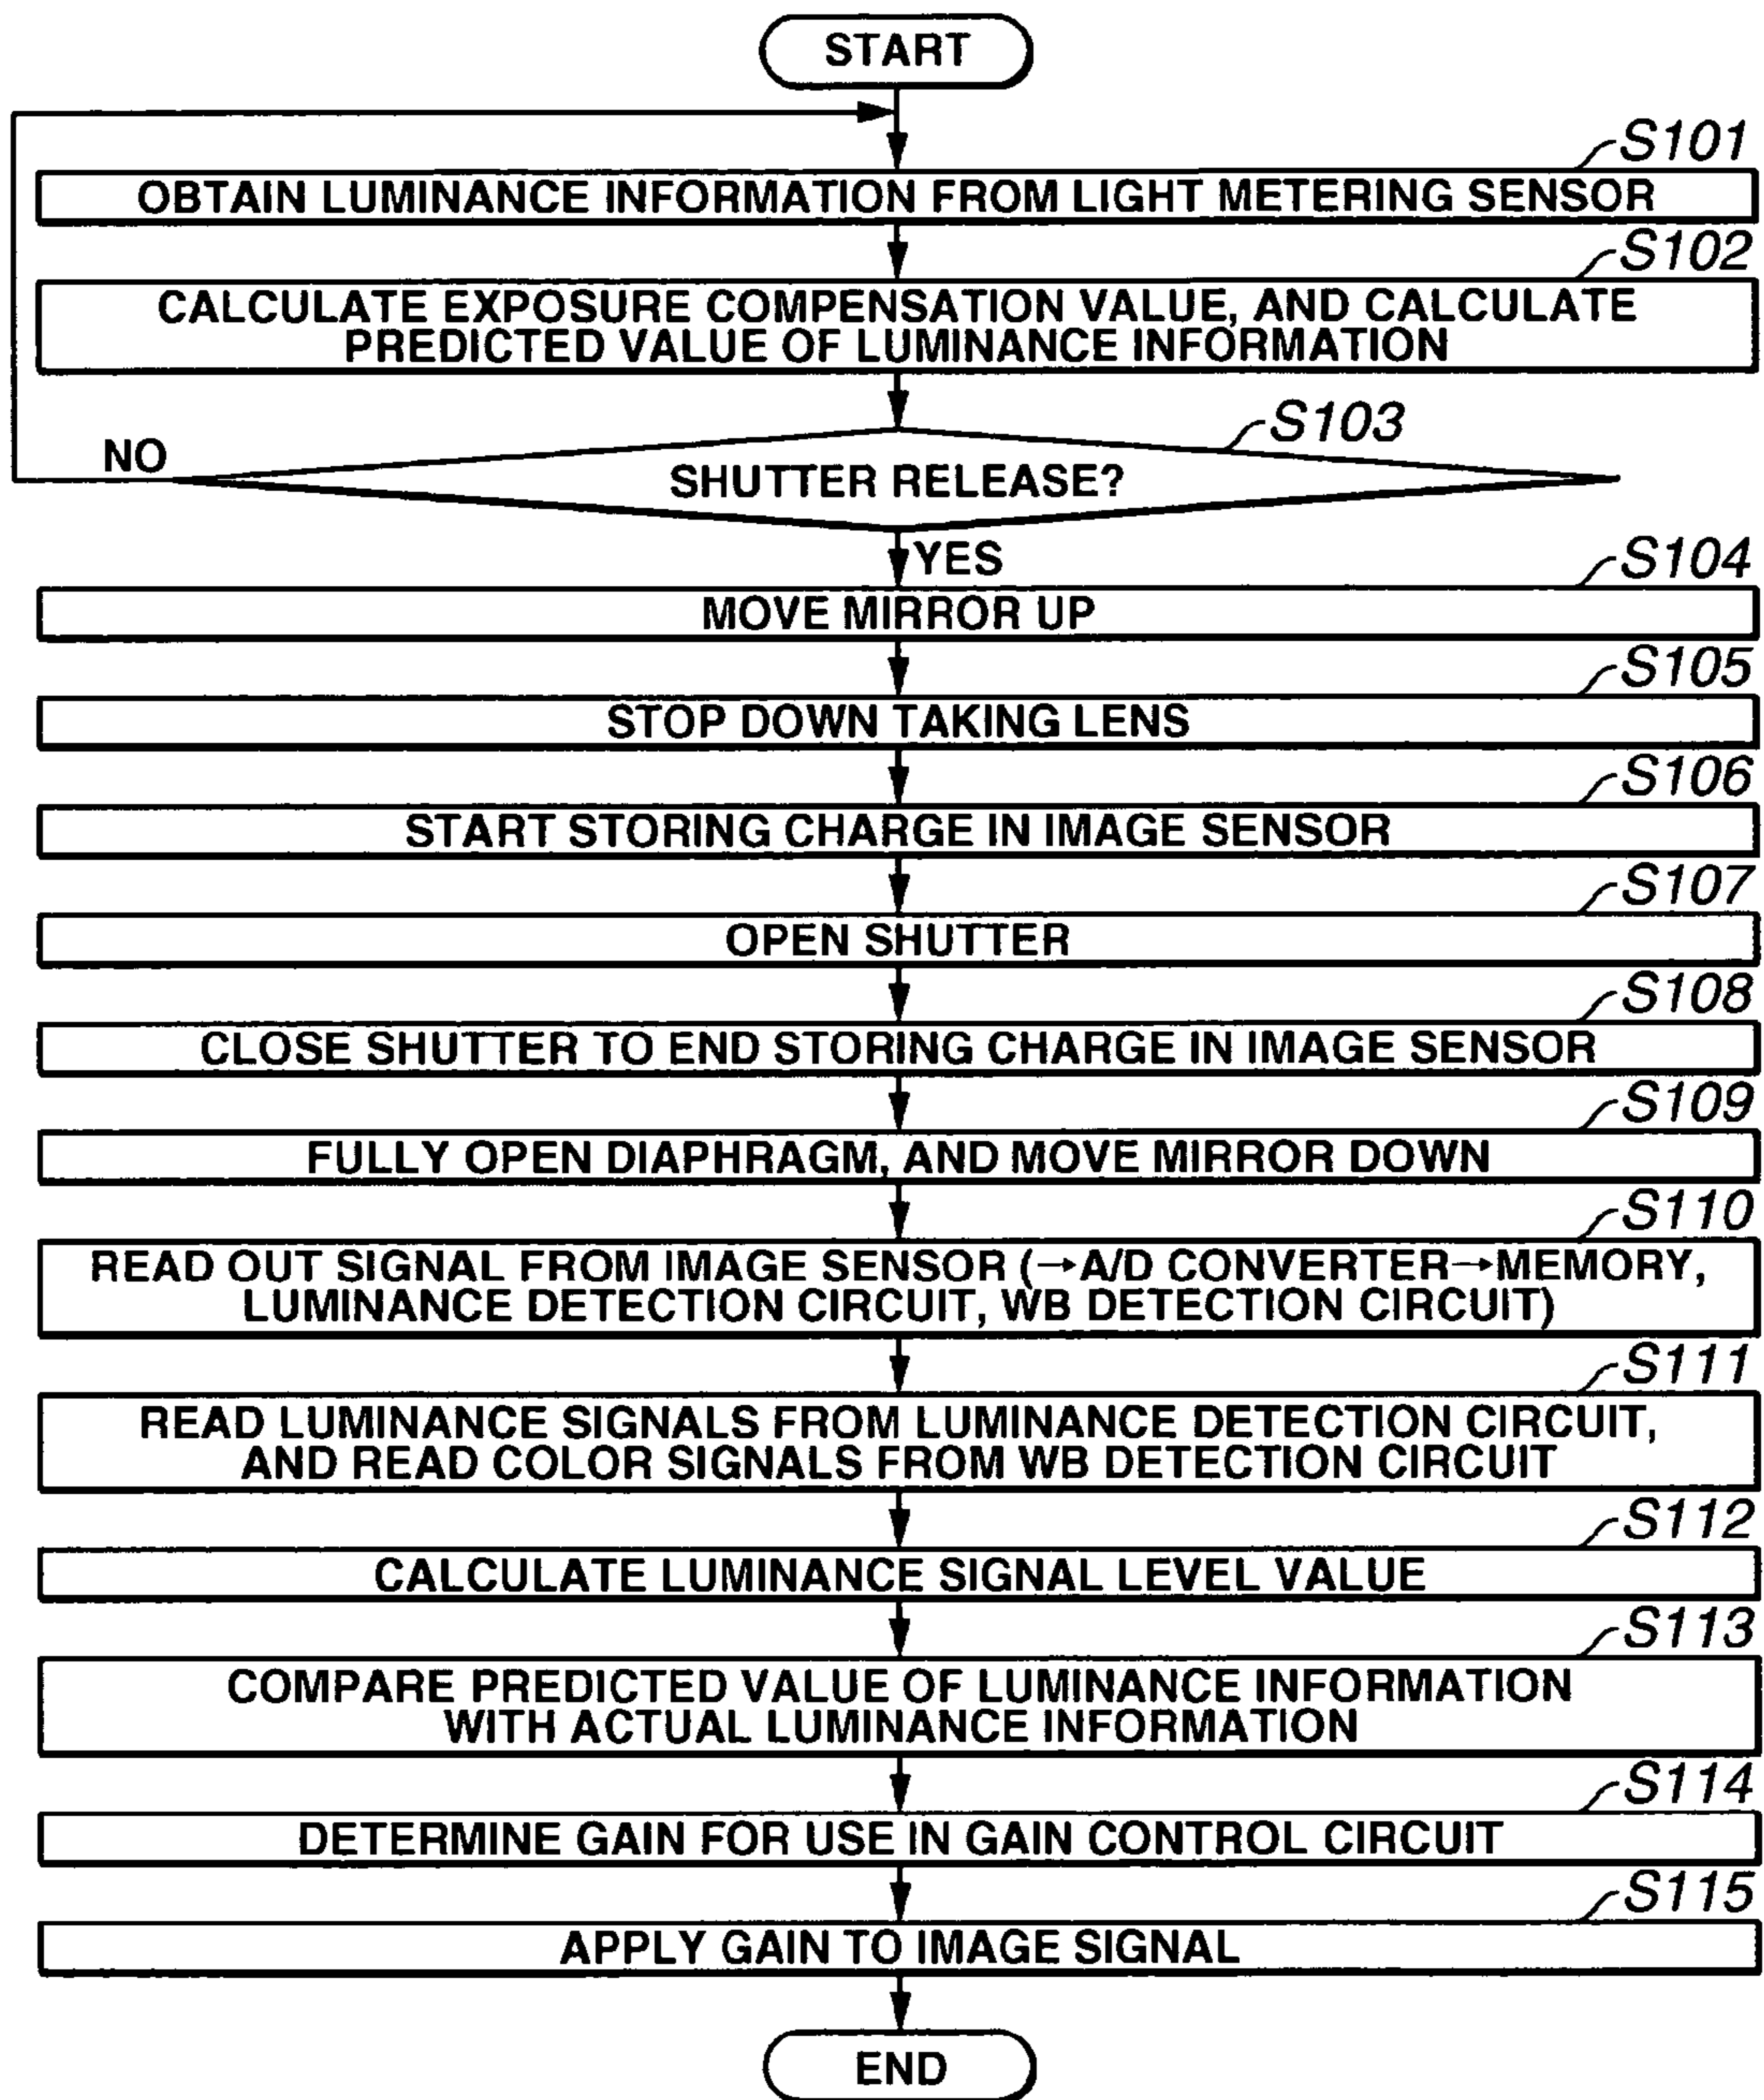 START
S101
OBTAIN LUMINANCE INFORMATION FROM LIGHT METERING SENSOR
S102
CALCULATE EXPOSURE COMPENSATION VALUE, AND CALCULATE
PREDICTED VALUE OF LUMINANCE INFORMATION
S103
NO
SHUTTER RELEASE?
YES
S104
MOVE MIRROR UP
S105
STOP DOWN TAKING LENS
S106
START STORING CHARGE IN IMAGE SENSOR
S107
OPEN SHUTTER
S108
CLOSE SHUTTER TO END STORING CHARGE IN IMAGE SENSOR
S109
FULLY OPEN DIAPHRAGM, AND MOVE MIRROR DOWN
S110
READ OUT SIGNAL FROM IMAGE SENSOR (→A/D CONVERTER→MEMORY,
LUMINANCE DETECTION CIRCUIT, WB DETECTION CIRCUIT)
S111
READ LUMINANCE SIGNALS FROM LUMINANCE DETECTION CIRCUIT,
AND READ COLOR SIGNALS FROM WB DETECTION CIRCUIT
S112
CALCULATE LUMINANCE SIGNAL LEVEL VALUE
S113
COMPARE PREDICTED VALUE OF LUMINANCE INFORMATION
WITH ACTUAL LUMINANCE INFORMATION
S114
DETERMINE GAIN FOR USE IN GAIN CONTROL CIRCUIT
S115
APPLY GAIN TO IMAGE SIGNAL
END